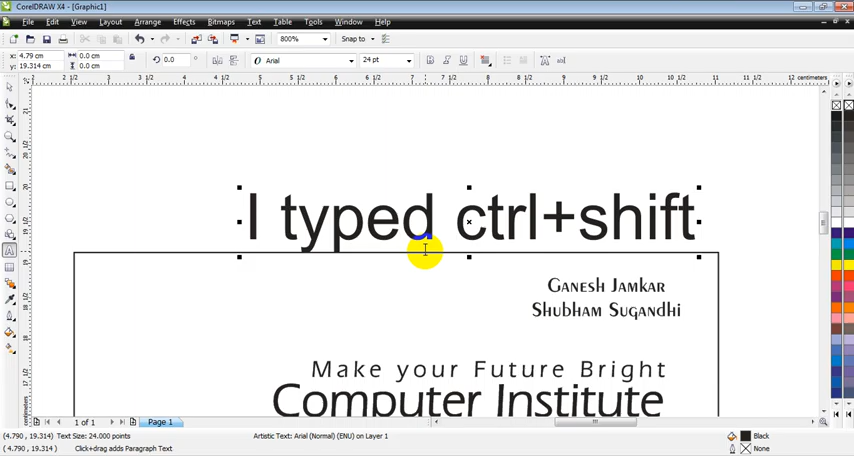 CorelDRAW X4 - [Graphic1]
File Edit View Layout Arrange Effects Bitmaps Text Table Tools Window Help
800% Snap to
x: 4.79 cm 0.0 cm 0.0 ° Arial 24 pt
y: 19.314 cm 0.0 cm
centimeters
I typed ctrl+shift
Ganesh Jamkar
Shubham Sugandhi
Make your Future Bright
Computer Institute
1 of 1 Page 1
(4.790 , 19.314 ) Text Size: 24.000 points Artistic Text: Arial (Normal) (ENU) on Layer 1 Black
( 4.790 , 19.314 ) Click+drag adds Paragraph Text None